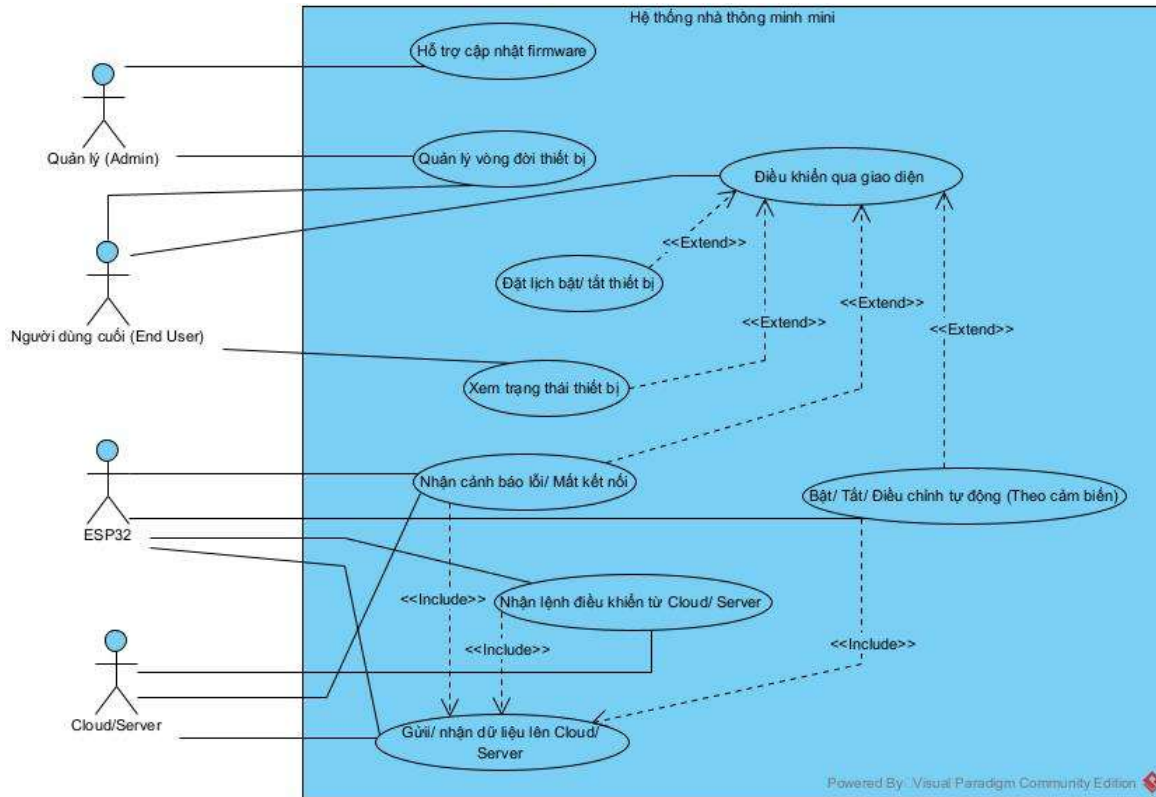 Hệ thống nhà thông minh mini
Hỗ trợ cập nhật firmware
Quản lý (Admin)
Quản lý vòng đời thiết bị
Điều khiển qua giao diện
<<Extend>>
Đặt lịch bật/ tắt thiết bị
<<Extend>>
<<Extend>>
<<Extend>>
Người dùng cuối (End User)
Xem trạng thái thiết bị
Nhận cảnh báo lỗi/ Mất kết nối
Bật/ Tắt/ Điều chỉnh tự động (Theo cảm biến)
ESP32
<<Include>>
Nhận lệnh điều khiển từ Cloud/ Server
<<Include>>
<<Include>>
Cloud/Server
Gửii/ nhận dữ liệu lên Cloud/
Server
Powered By: Visual Paradigm Community Edition